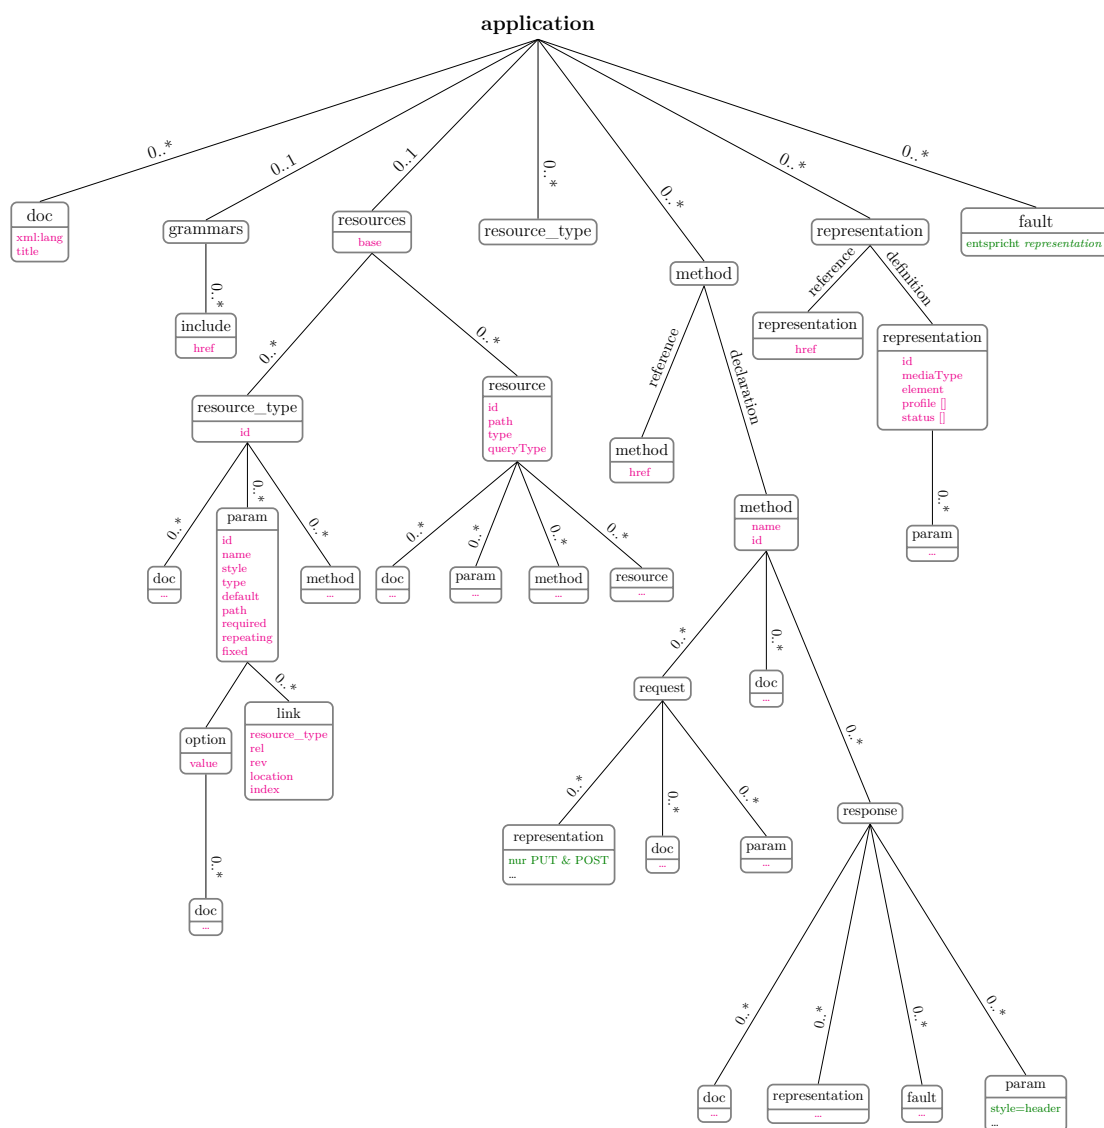 application
0..*
0..1
0..1
0..*
0..*
0..*
0..*
doc
xml:lang
title
grammars
resources
base
resource_type
method
representation
fault
entspricht representation
0..*
include
href
0..*
0..*
reference
declaration
reference
definition
representation
href
representation
id
mediaType
element
profile []
status []
resource_type
id
resource
id
path
type
queryType
method
href
method
name
id
0..*
param
...
0..*
0..*
0..*
doc
...
param
id
name
style
type
default
path
required
repeating
fixed
method
...
0..*
0..*
0..*
0..*
doc
...
param
...
method
...
resource
...
0..*
0..*
0..*
request
doc
...
response
0..*
option
value
link
resource_type
rel
rev
location
index
0..*
doc
...
0..*
0..*
0..*
representation
nur PUT & POST
...
doc
...
param
...
0..*
0..*
0..*
0..*
doc
...
representation
...
fault
...
param
style=header
...